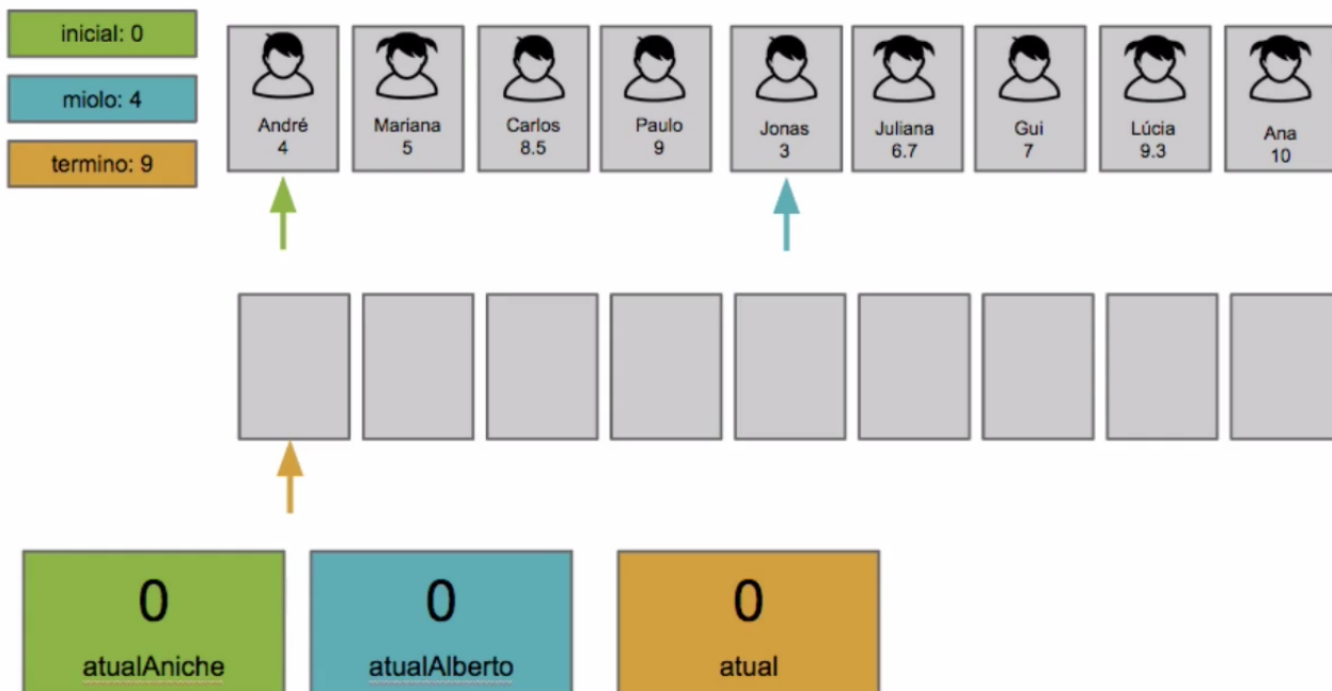 inicial: 0
miolo: 4
termino: 9
André
4
Mariana
5
Carlos
8.5
Paulo
9
Jonas
3
Juliana
6.7
Gui
7
Lúcia
9.3
Ana
10
0
atualAniche
0
atualAlberto
0
atual